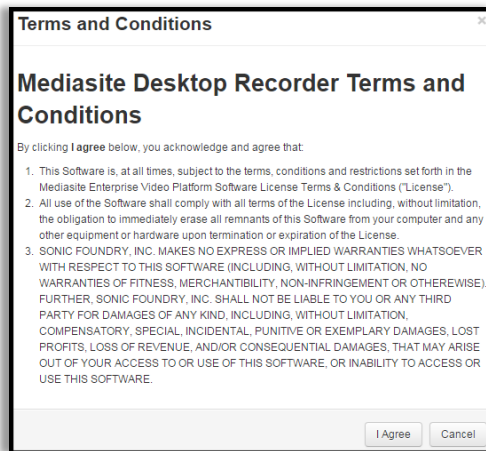 Terms and Conditions
×
Mediasite Desktop Recorder Terms and
Conditions
By clicking I agree below, you acknowledge and agree that:
1. This Software is, at all times, subject to the terms, conditions and restrictions set forth in the
Mediasite Enterprise Video Platform Software License Terms & Conditions ("License").
2. All use of the Software shall comply with all terms of the License including, without limitation,
the obligation to immediately erase all remnants of this Software from your computer and any
other equipment or hardware upon termination or expiration of the License.
3. SONIC FOUNDRY, INC. MAKES NO EXPRESS OR IMPLIED WARRANTIES WHATSOEVER
WITH RESPECT TO THIS SOFTWARE (INCLUDING, WITHOUT LIMITATION, NO
WARRANTIES OF FITNESS, MERCHANTIBILITY, NON-INFRINGEMENT OR OTHERWISE).
FURTHER, SONIC FOUNDRY, INC. SHALL NOT BE LIABLE TO YOU OR ANY THIRD
PARTY FOR DAMAGES OF ANY KIND, INCLUDING, WITHOUT LIMITATION,
COMPENSATORY, SPECIAL, INCIDENTAL, PUNITIVE OR EXEMPLARY DAMAGES, LOST
PROFITS, LOSS OF REVENUE, AND/OR CONSEQUENTIAL DAMAGES, THAT MAY ARISE
OUT OF YOUR ACCESS TO OR USE OF THIS SOFTWARE, OR INABILITY TO ACCESS OR
USE THIS SOFTWARE.
I Agree Cancel